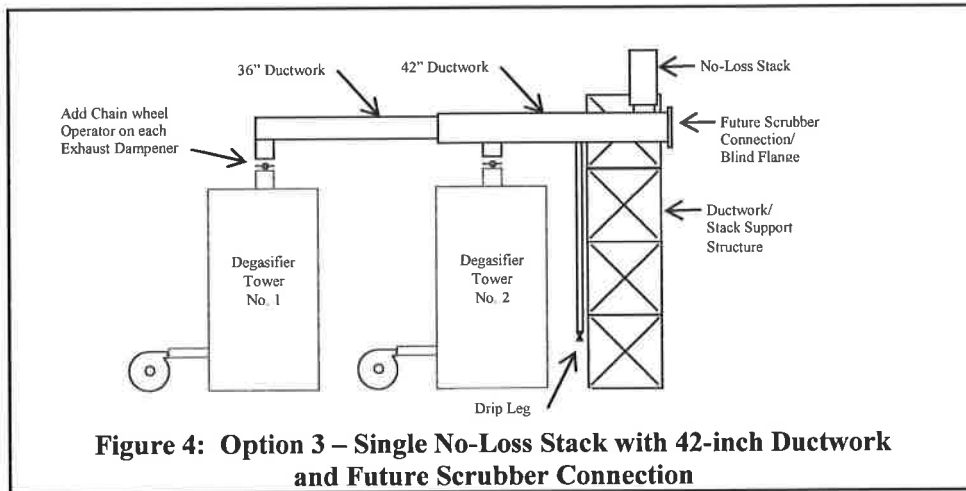 36" Ductwork
42" Ductwork
No-Loss Stack
Add Chain wheel
Operator on each
Exhaust Dampener
Future Scrubber
Connection/
Blind Flange
Ductwork/
Stack Support
Structure
Degasifier
Tower
No. 1
Degasifier
Tower
No. 2
Drip Leg
Figure 4: Option 3 – Single No-Loss Stack with 42-inch Ductwork
and Future Scrubber Connection